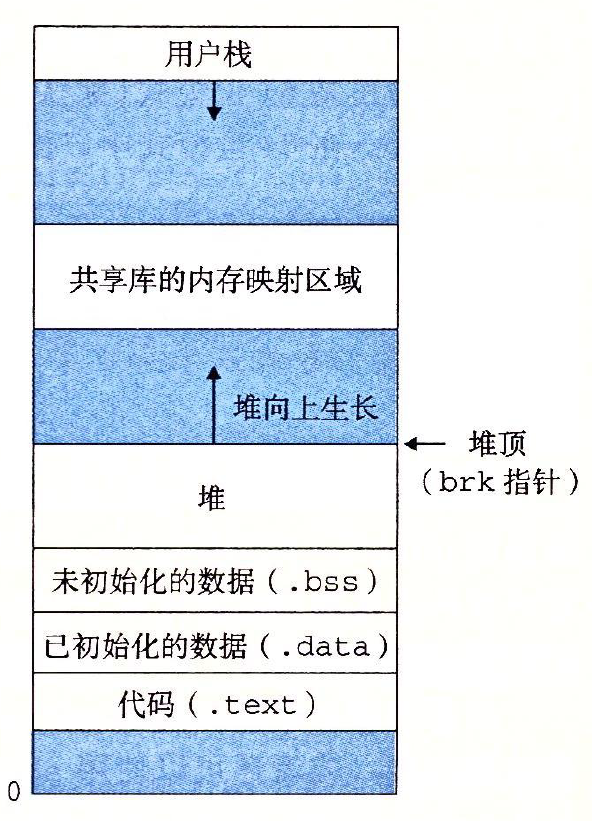 用户栈
共享库的内存映射区域
堆向上生长
堆顶
（brk 指针）
堆
未初始化的数据（.bss）
已初始化的数据（.data）
代码（.text）
0